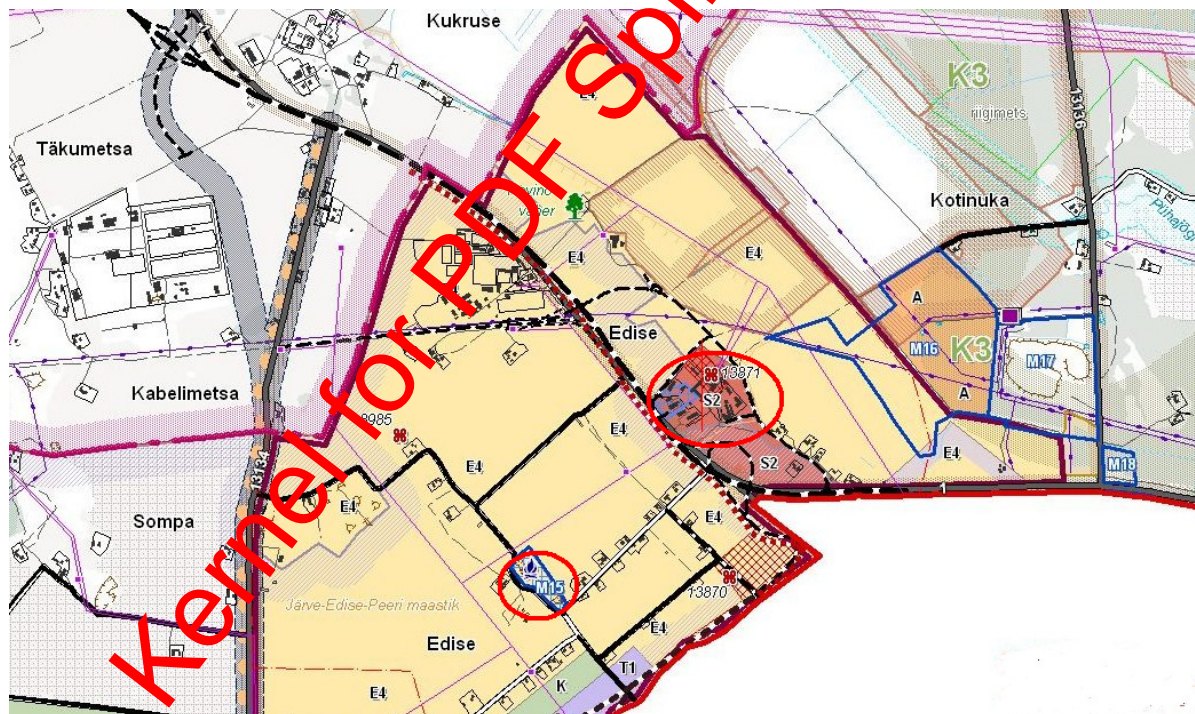 Kukruse
Kernel for PDF Spli
K3
riigimets
13136
Täkumetsa
E4
Kotinuka
Puhajõgi
E4
E4
A
Edise
M16
K3
M17
13871
Kabelimetsa
S2
A
8985
13134
E4
E4
E4
S2
M18
1
Sompa
E4
E4
M15
13870
Järve-Edise-Peeri maastik
E4
Edise
T1
K
E4